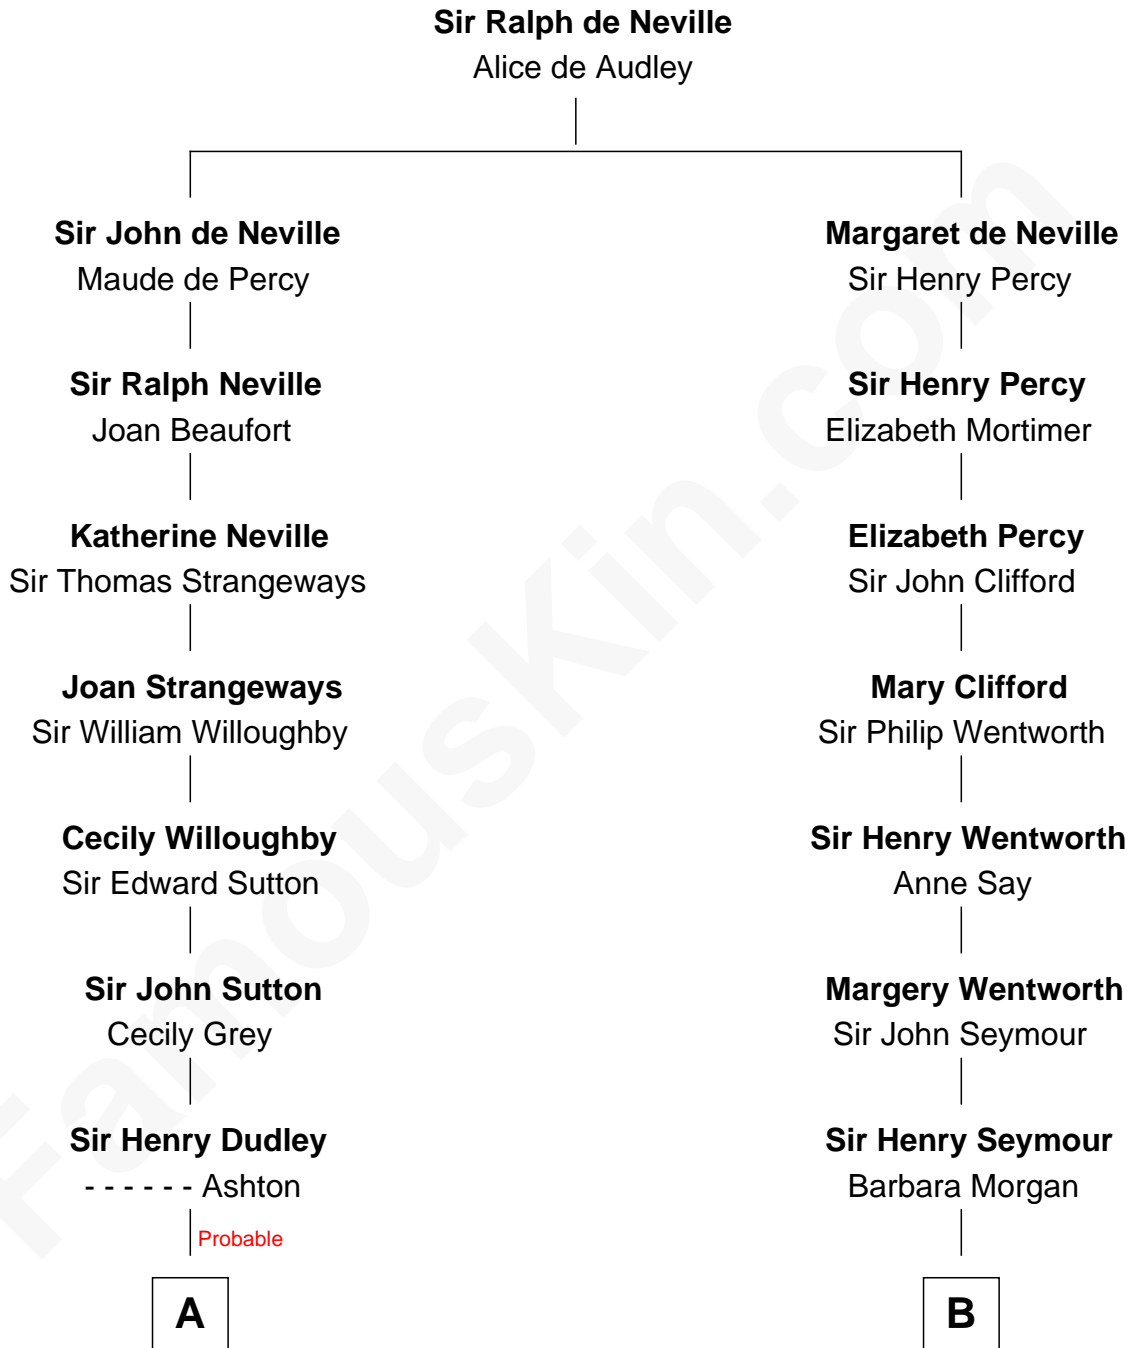 Sir Ralph de Neville
Alice de Audley
Sir John de Neville
Maude de Percy
Sir Ralph Neville
Joan Beaufort
Katherine Neville
Sir Thomas Strangeways
Joan Strangeways
Sir William Willoughby
Cecily Willoughby
Sir Edward Sutton
Sir John Sutton
Cecily Grey
Sir Henry Dudley
- - - - - - Ashton
Probable
A
Margaret de Neville
Sir Henry Percy
Sir Henry Percy
Elizabeth Mortimer
Elizabeth Percy
Sir John Clifford
Mary Clifford
Sir Philip Wentworth
Sir Henry Wentworth
Anne Say
Margery Wentworth
Sir John Seymour
Sir Henry Seymour
Barbara Morgan
B
FamousKin.com